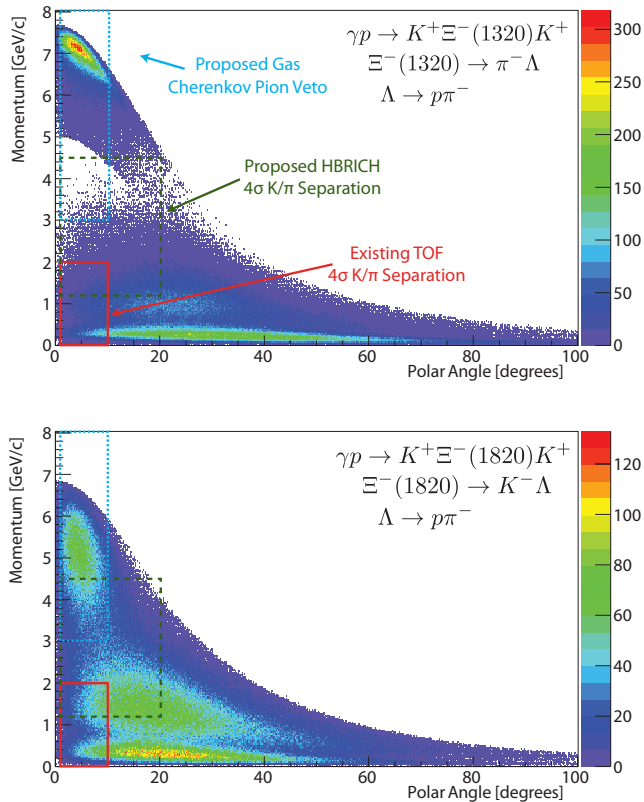 Momentum [GeV/c]
8
7
6
5
4
3
2
1
0
γp → K⁺Ξ⁻(1320)K⁺
Ξ⁻(1320) → π⁻Λ
Λ → pπ⁻
Proposed Gas
Cherenkov Pion Veto
Proposed HBRICH
4σ K/π Separation
Existing TOF
4σ K/π Separation
0 20 40 60 80 100
Polar Angle [degrees]
300
250
200
150
100
50
0
Momentum [GeV/c]
8
7
6
5
4
3
2
1
0
γp → K⁺Ξ⁻(1820)K⁺
Ξ⁻(1820) → K⁻Λ
Λ → pπ⁻
0 20 40 60 80 100
Polar Angle [degrees]
120
100
80
60
40
20
0